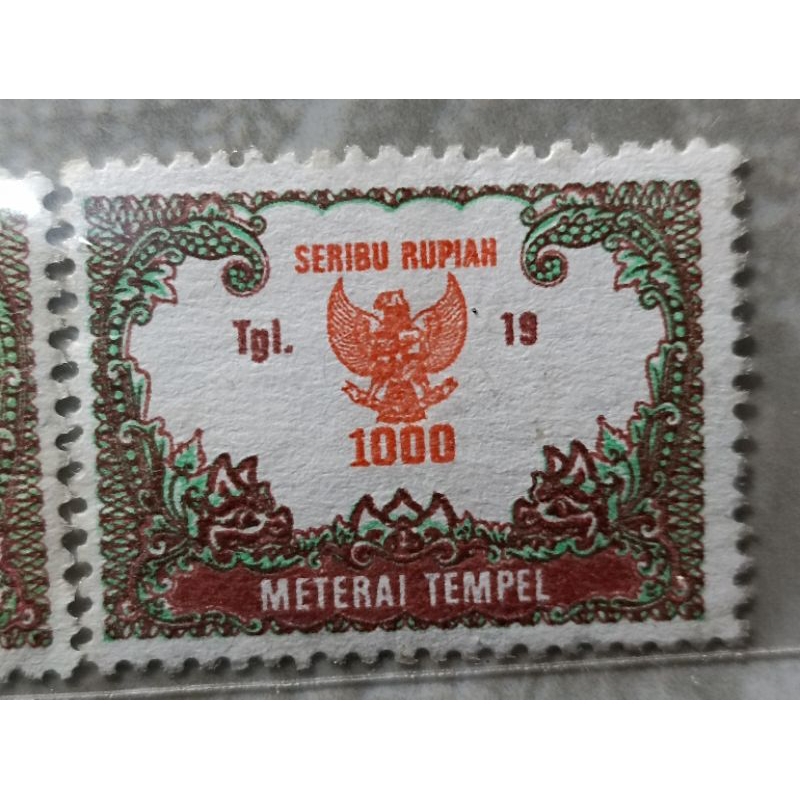 SERIBU RUPIAH
Tgl. 19
1000
METERAI TEMPEL